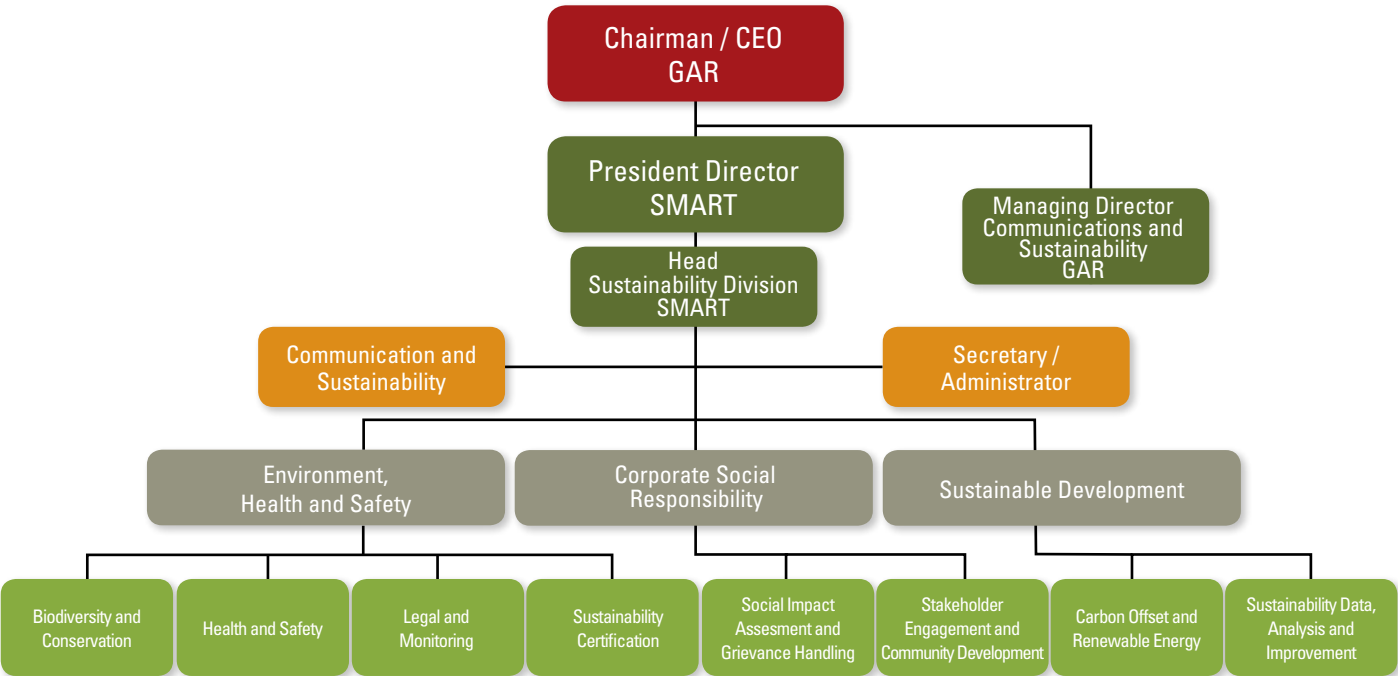 Chairman / CEO
GAR
President Director
SMART
Managing Director
Communications and
Sustainability
GAR
Head
Sustainability Division
SMART
Communication and
Sustainability
Secretary /
Administrator
Environment,
Health and Safety
Corporate Social
Responsibility
Sustainable Development
Biodiversity and
Conservation
Health and Safety
Legal and
Monitoring
Sustainability
Certification
Social Impact
Assesment and
Grievance Handling
Stakeholder
Engagement and
Community Development
Carbon Offset and
Renewable Energy
Sustainability Data,
Analysis and
Improvement